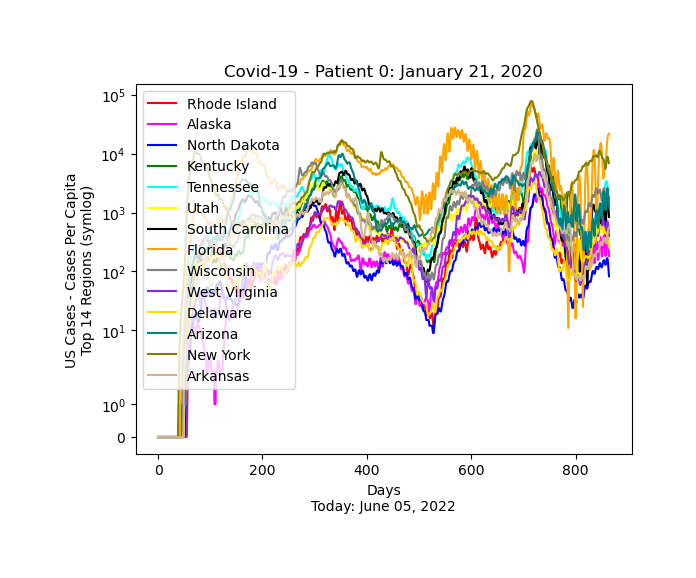 Covid-19 - Patient 0: January 21, 2020
US Cases - Cases Per Capita
Top 14 Regions (symlog)
10^5
10^4
10^3
10^2
10^1
10^0
0
Rhode Island
Alaska
North Dakota
Kentucky
Tennessee
Utah
South Carolina
Florida
Wisconsin
West Virginia
Delaware
Arizona
New York
Arkansas
0 200 400 600 800
Days
Today: June 05, 2022